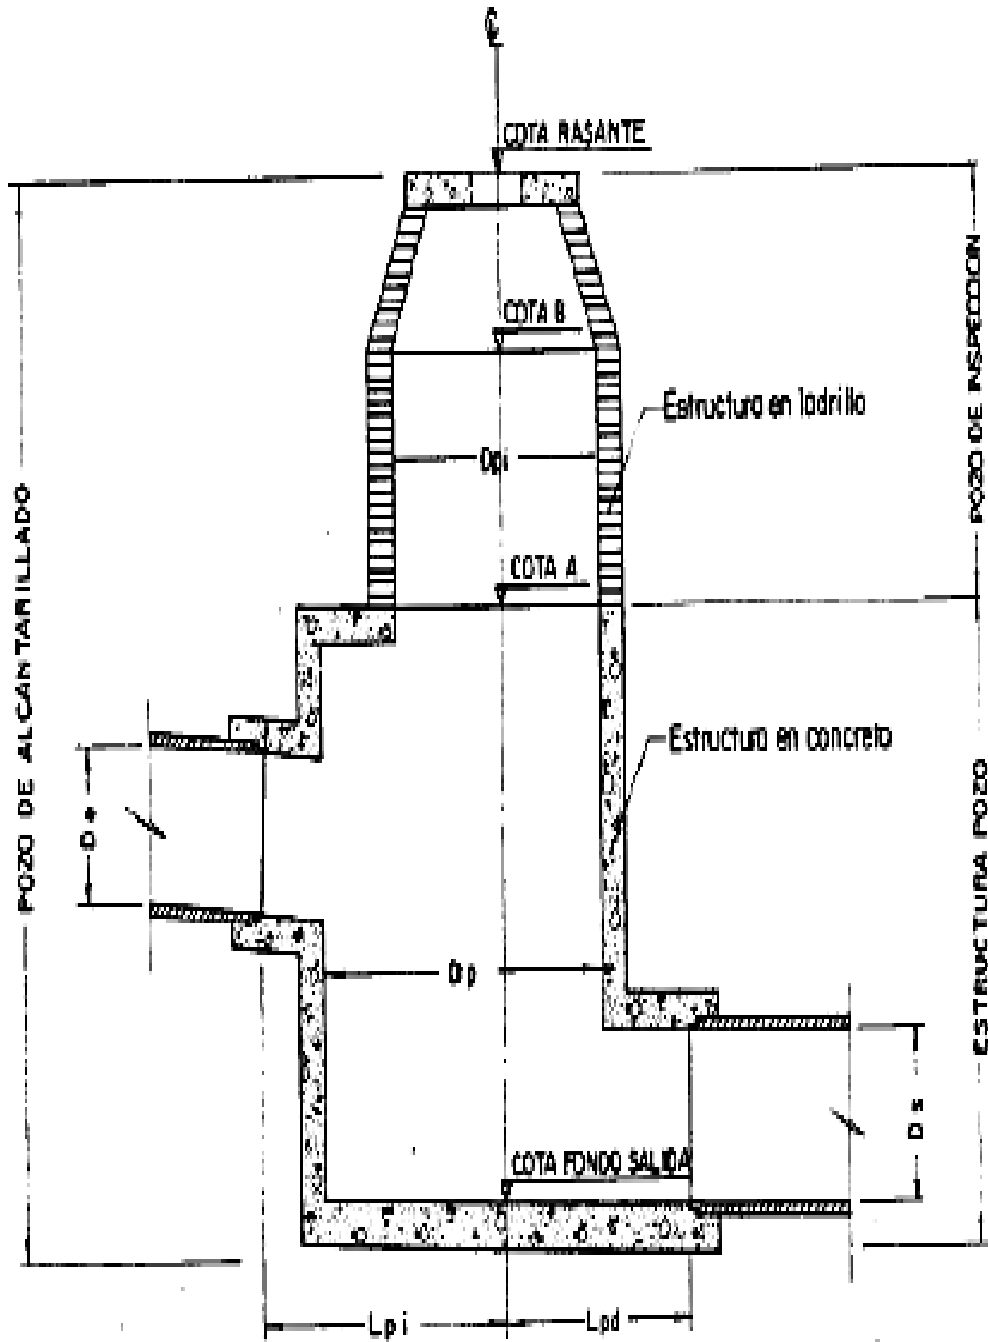 ℄
COTA RASANTE
COTA B
Estructura en ladrillo
Dpi
COTA A
POZO DE INSPECCION
POZO DE ALCANTARILLADO
Estructura en concreto
De
Dp
ESTRUCTURA POZO
Ds
COTA FONDO SALIDA
Lpi
Lpd